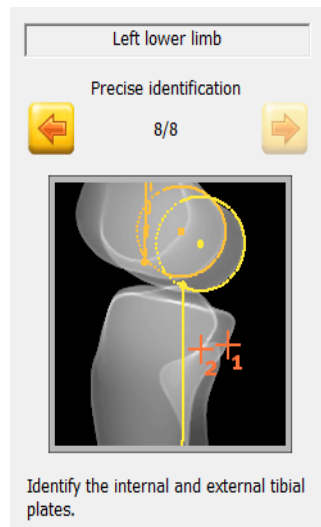 Left lower limb
Precise identification
8/8
2 1
Identify the internal and external tibial
plates.